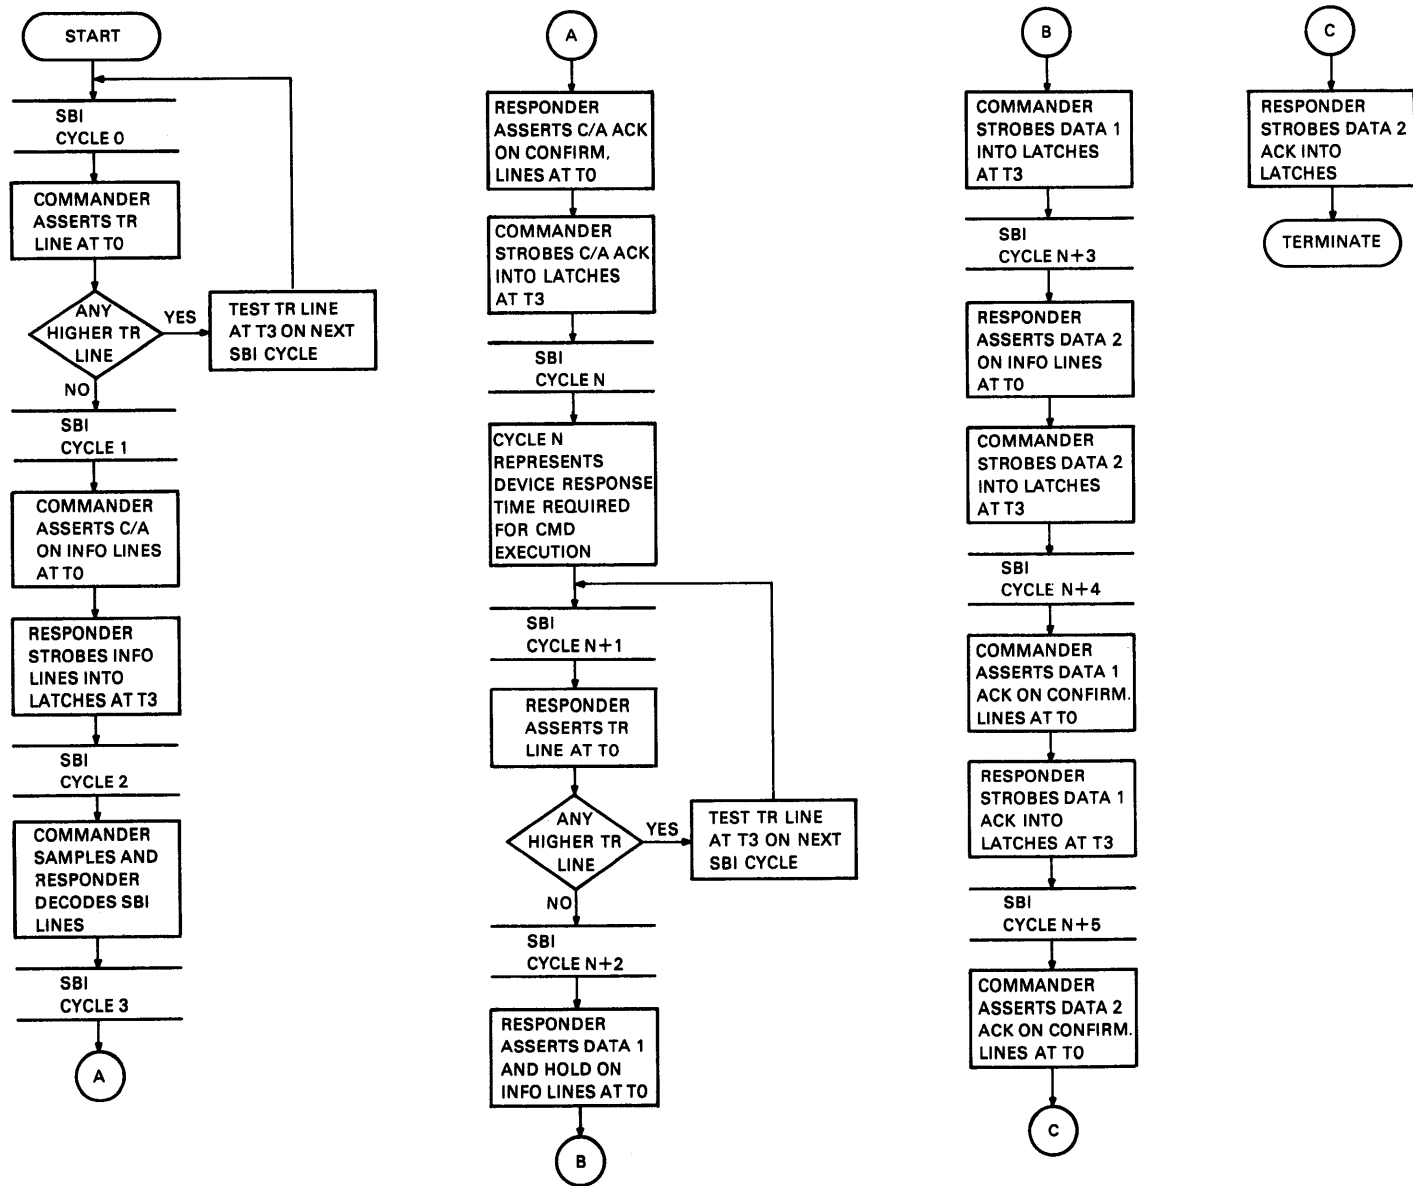 START
SBI
CYCLE 0
COMMANDER
ASSERTS TR
LINE AT T0
ANY
HIGHER TR
LINE
YES
TEST TR LINE
AT T3 ON NEXT
SBI CYCLE
NO
SBI
CYCLE 1
COMMANDER
ASSERTS C/A
ON INFO LINES
AT T0
RESPONDER
STROBES INFO
LINES INTO
LATCHES AT T3
SBI
CYCLE 2
COMMANDER
SAMPLES AND
RESPONDER
DECODES SBI
LINES
SBI
CYCLE 3
A
A
RESPONDER
ASSERTS C/A ACK
ON CONFIRM,
LINES AT T0
COMMANDER
STROBES C/A ACK
INTO LATCHES
AT T3
SBI
CYCLE N
CYCLE N
REPRESENTS
DEVICE RESPONSE
TIME REQUIRED
FOR CMD
EXECUTION
SBI
CYCLE N+1
RESPONDER
ASSERTS TR
LINE AT T0
ANY
HIGHER TR
LINE
YES
TEST TR LINE
AT T3 ON NEXT
SBI CYCLE
NO
SBI
CYCLE N+2
RESPONDER
ASSERTS DATA 1
AND HOLD ON
INFO LINES AT T0
B
B
COMMANDER
STROBES DATA 1
INTO LATCHES
AT T3
SBI
CYCLE N+3
RESPONDER
ASSERTS DATA 2
ON INFO LINES
AT T0
COMMANDER
STROBES DATA 2
INTO LATCHES
AT T3
SBI
CYCLE N+4
COMMANDER
ASSERTS DATA 1
ACK ON CONFIRM.
LINES AT T0
RESPONDER
STROBES DATA 1
ACK INTO
LATCHES AT T3
SBI
CYCLE N+5
COMMANDER
ASSERTS DATA 2
ACK ON CONFIRM.
LINES AT T0
C
C
RESPONDER
STROBES DATA 2
ACK INTO
LATCHES
TERMINATE